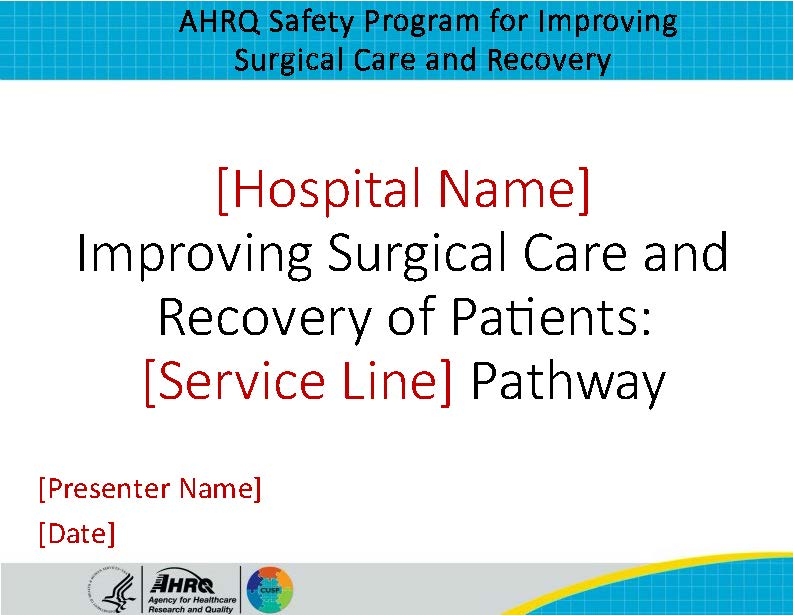 AHRQ Safety Program for Improving
Surgical Care and Recovery
[Hospital Name]
Improving Surgical Care and
Recovery of Patients:
[Service Line] Pathway
[Presenter Name]
[Date]
AHRQ
Agency for Healthcare
Research and Quality
CUSP